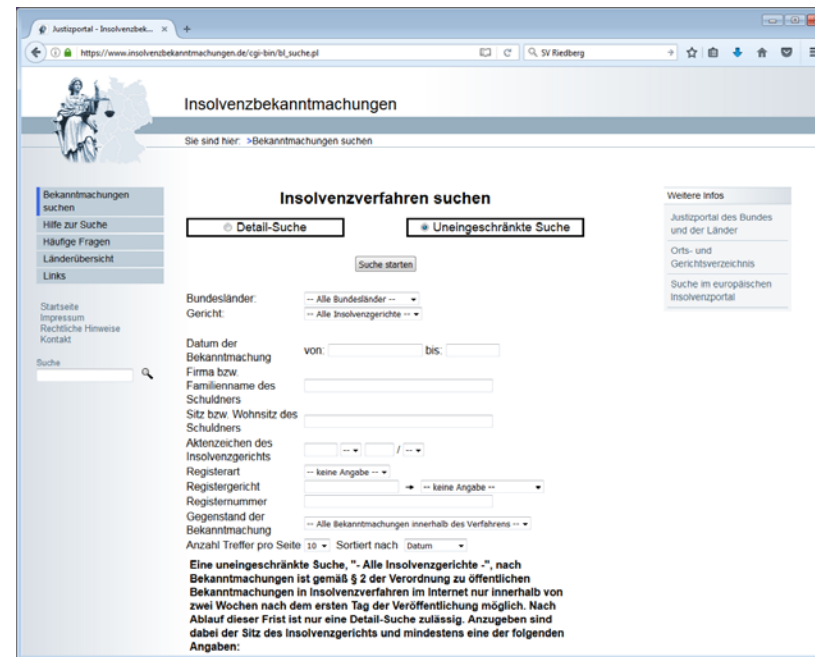 Justizportal - Insolvenzbek...
https://www.insolvenzbekanntmachungen.de/cgi-bin/bl_suche.pl
SV Riedberg
Insolvenzbekanntmachungen
Sie sind hier: >Bekanntmachungen suchen
Bekanntmachungen
suchen
Hilfe zur Suche
Häufige Fragen
Länderübersicht
Links
Startseite
Impressum
Rechtliche Hinweise
Kontakt
Suche
Insolvenzverfahren suchen
Detail-Suche
Uneingeschränkte Suche
Suche starten
Bundesländer: -- Alle Bundesländer --
Gericht: -- Alle Insolvenzgerichte --
Datum der
Bekanntmachung von: bis:
Firma bzw.
Familienname des
Schuldners
Sitz bzw. Wohnsitz des
Schuldners
Aktenzeichen des
Insolvenzgerichts -- / --
Registerart -- keine Angabe --
Registergericht -- keine Angabe --
Registernummer
Gegenstand der
Bekanntmachung -- Alle Bekanntmachungen innerhalb des Verfahrens --
Anzahl Treffer pro Seite 10 Sortiert nach Datum
Eine uneingeschränkte Suche, "- Alle Insolvenzgerichte -", nach
Bekanntmachungen ist gemäß § 2 der Verordnung zu öffentlichen
Bekanntmachungen in Insolvenzverfahren im Internet nur innerhalb von
zwei Wochen nach dem ersten Tag der Veröffentlichung möglich. Nach
Ablauf dieser Frist ist nur eine Detail-Suche zulässig. Anzugeben sind
dabei der Sitz des Insolvenzgerichts und mindestens eine der folgenden
Angaben:
Weitere Infos
Justizportal des Bundes
und der Länder
Orts- und
Gerichtsverzeichnis
Suche im europäischen
Insolvenzportal